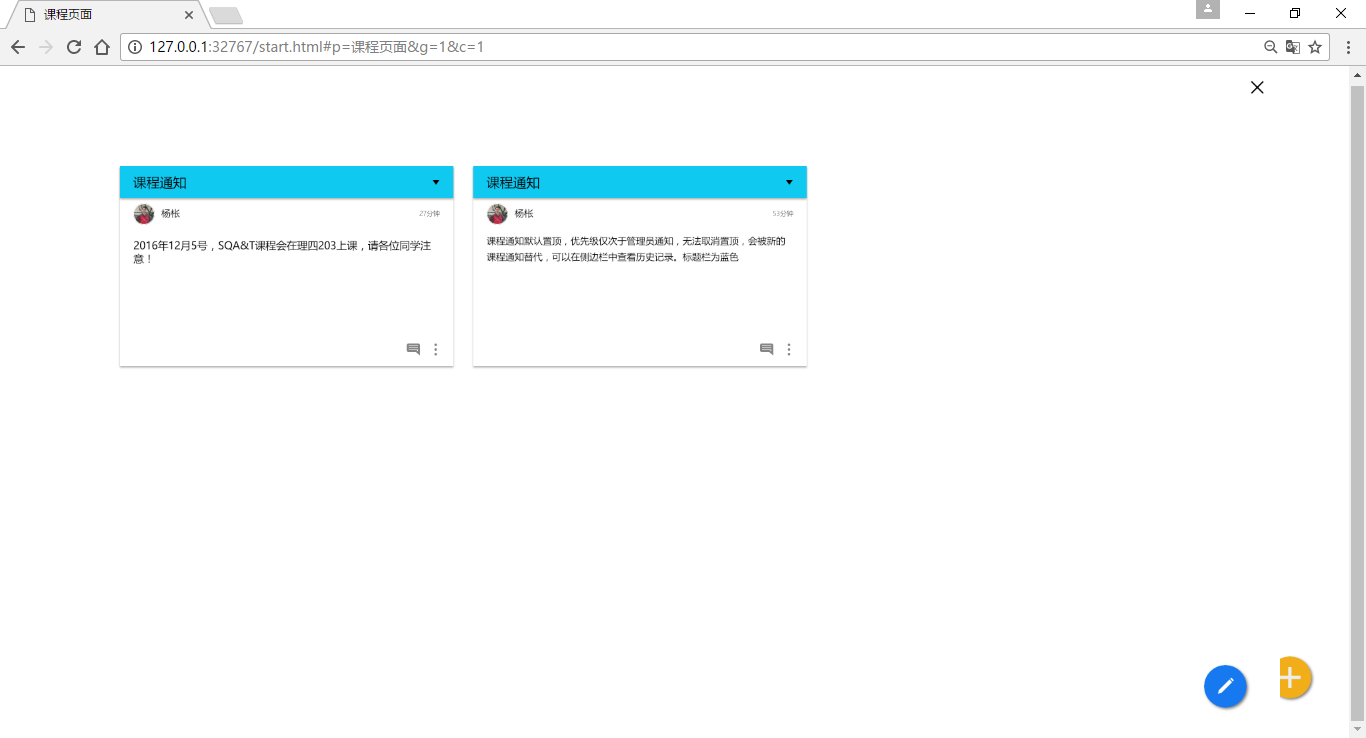 课程页面
127.0.0.1:32767/start.html#p=课程页面&g=1&c=1
课程通知
杨枨
27分钟
2016年12月5号，SQA&T课程会在理四203上课，请各位同学注
意！
课程通知
杨枨
53分钟
课程通知默认置顶，优先级仅次于管理员通知，无法取消置顶，会被新的
课程通知替代，可以在侧边栏中查看历史记录。标题栏为蓝色